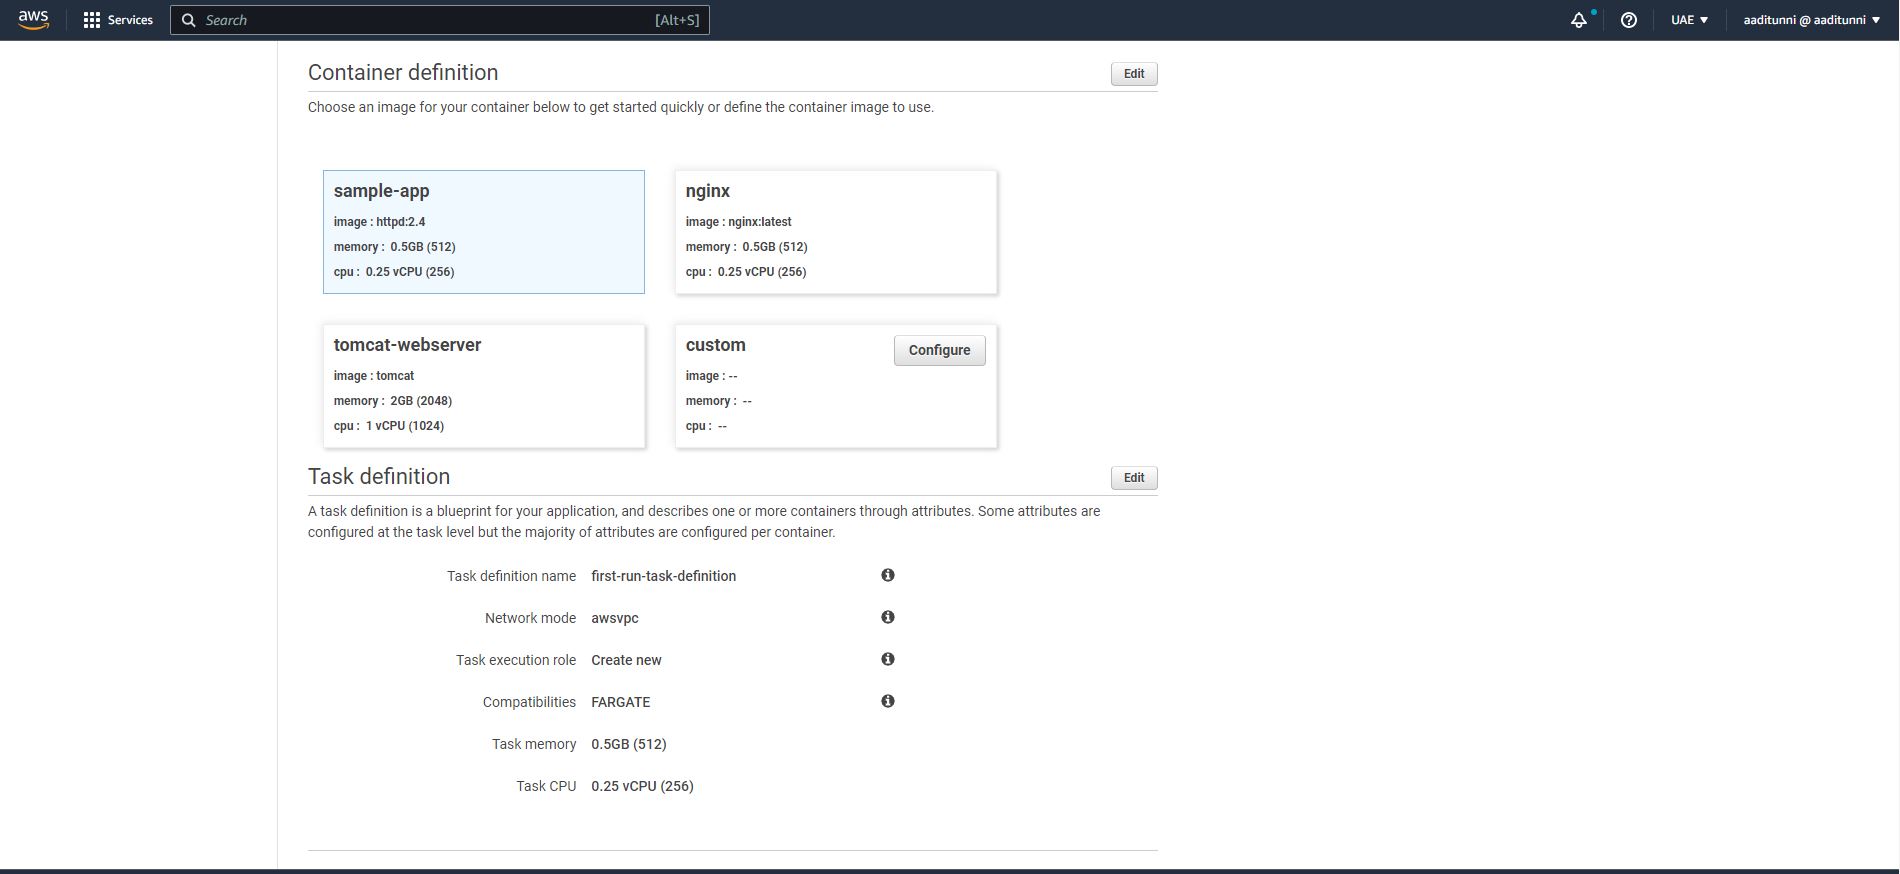 aws
Services
Search
[Alt+S]
UAE
aaditunni @ aaditunni
Container definition
Edit
Choose an image for your container below to get started quickly or define the container image to use.
sample-app
image : httpd:2.4
memory : 0.5GB (512)
cpu : 0.25 vCPU (256)
nginx
image : nginx:latest
memory : 0.5GB (512)
cpu : 0.25 vCPU (256)
tomcat-webserver
image : tomcat
memory : 2GB (2048)
cpu : 1 vCPU (1024)
custom
Configure
image : --
memory : --
cpu : --
Task definition
Edit
A task definition is a blueprint for your application, and describes one or more containers through attributes. Some attributes are
configured at the task level but the majority of attributes are configured per container.
Task definition name first-run-task-definition
Network mode awsvpc
Task execution role Create new
Compatibilities FARGATE
Task memory 0.5GB (512)
Task CPU 0.25 vCPU (256)